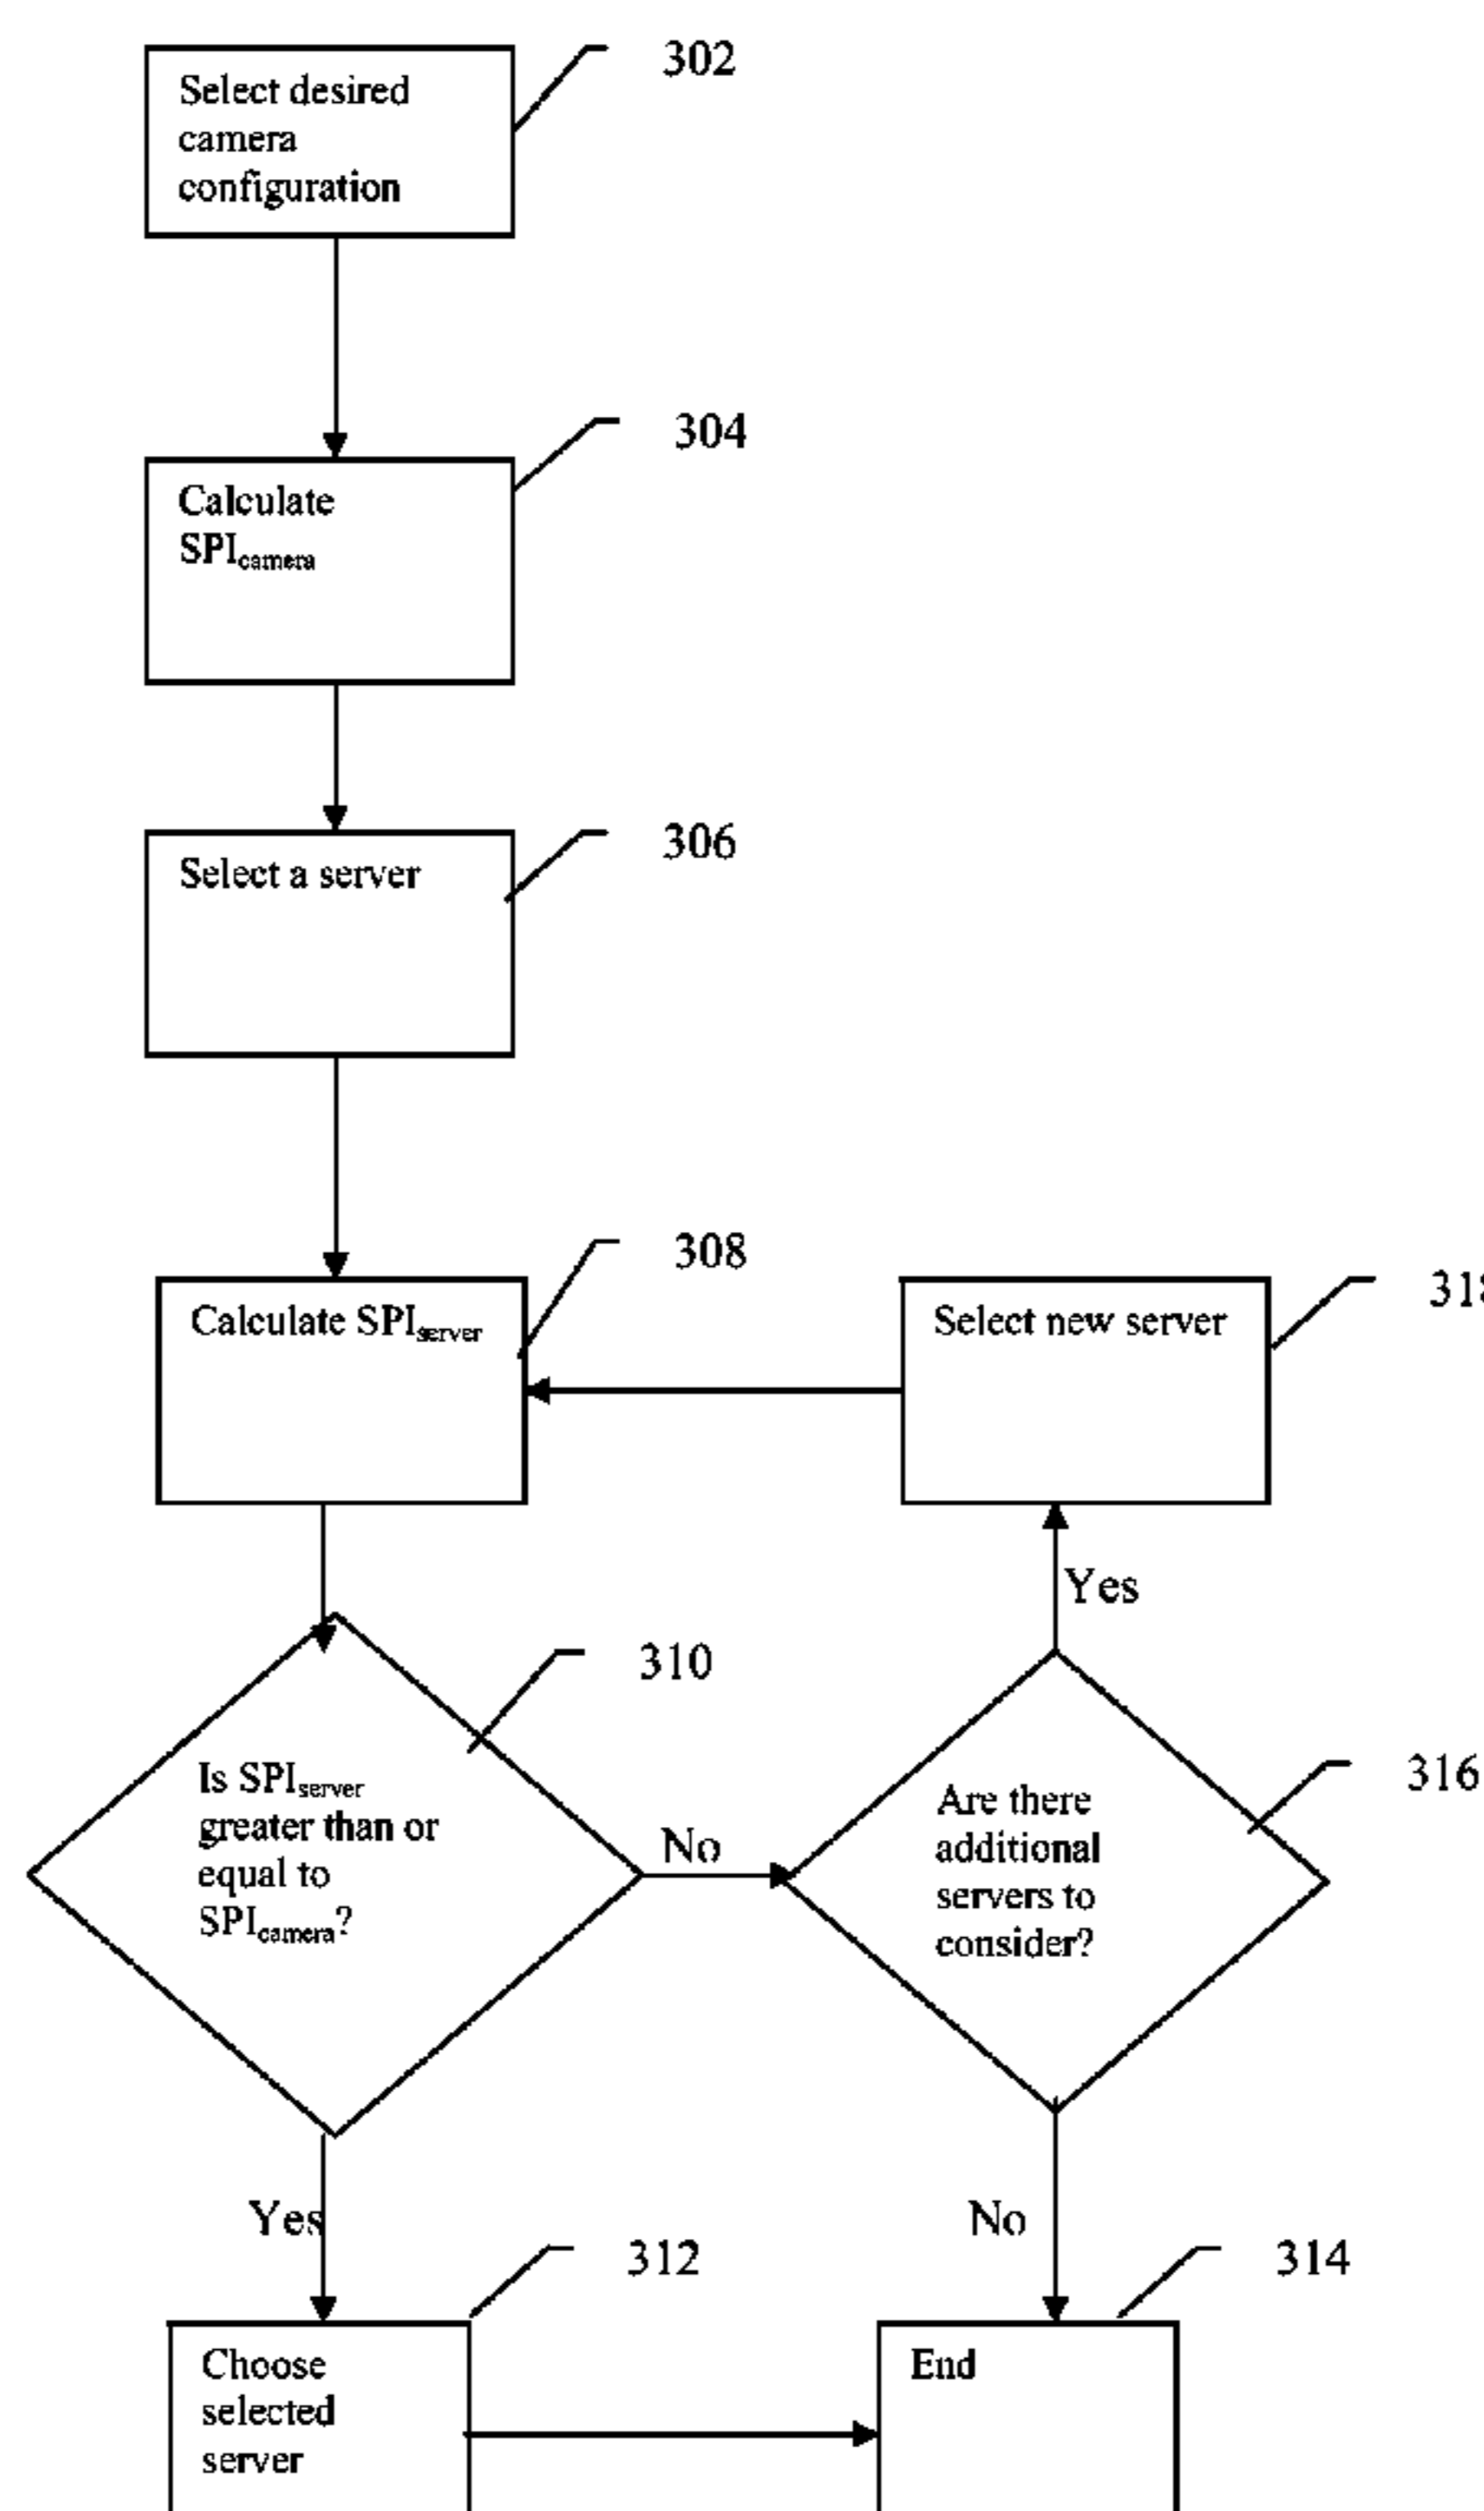 302
Select desired
camera
configuration
304
Calculate
SPIcamera
306
Select a server
308
Calculate SPIserver
Select new server
Yes
310
Is SPIserver
greater than or
equal to
SPIcamera?
No
316
Are there
additional
servers to
consider?
Yes
No
312
314
Choose
selected
server
End